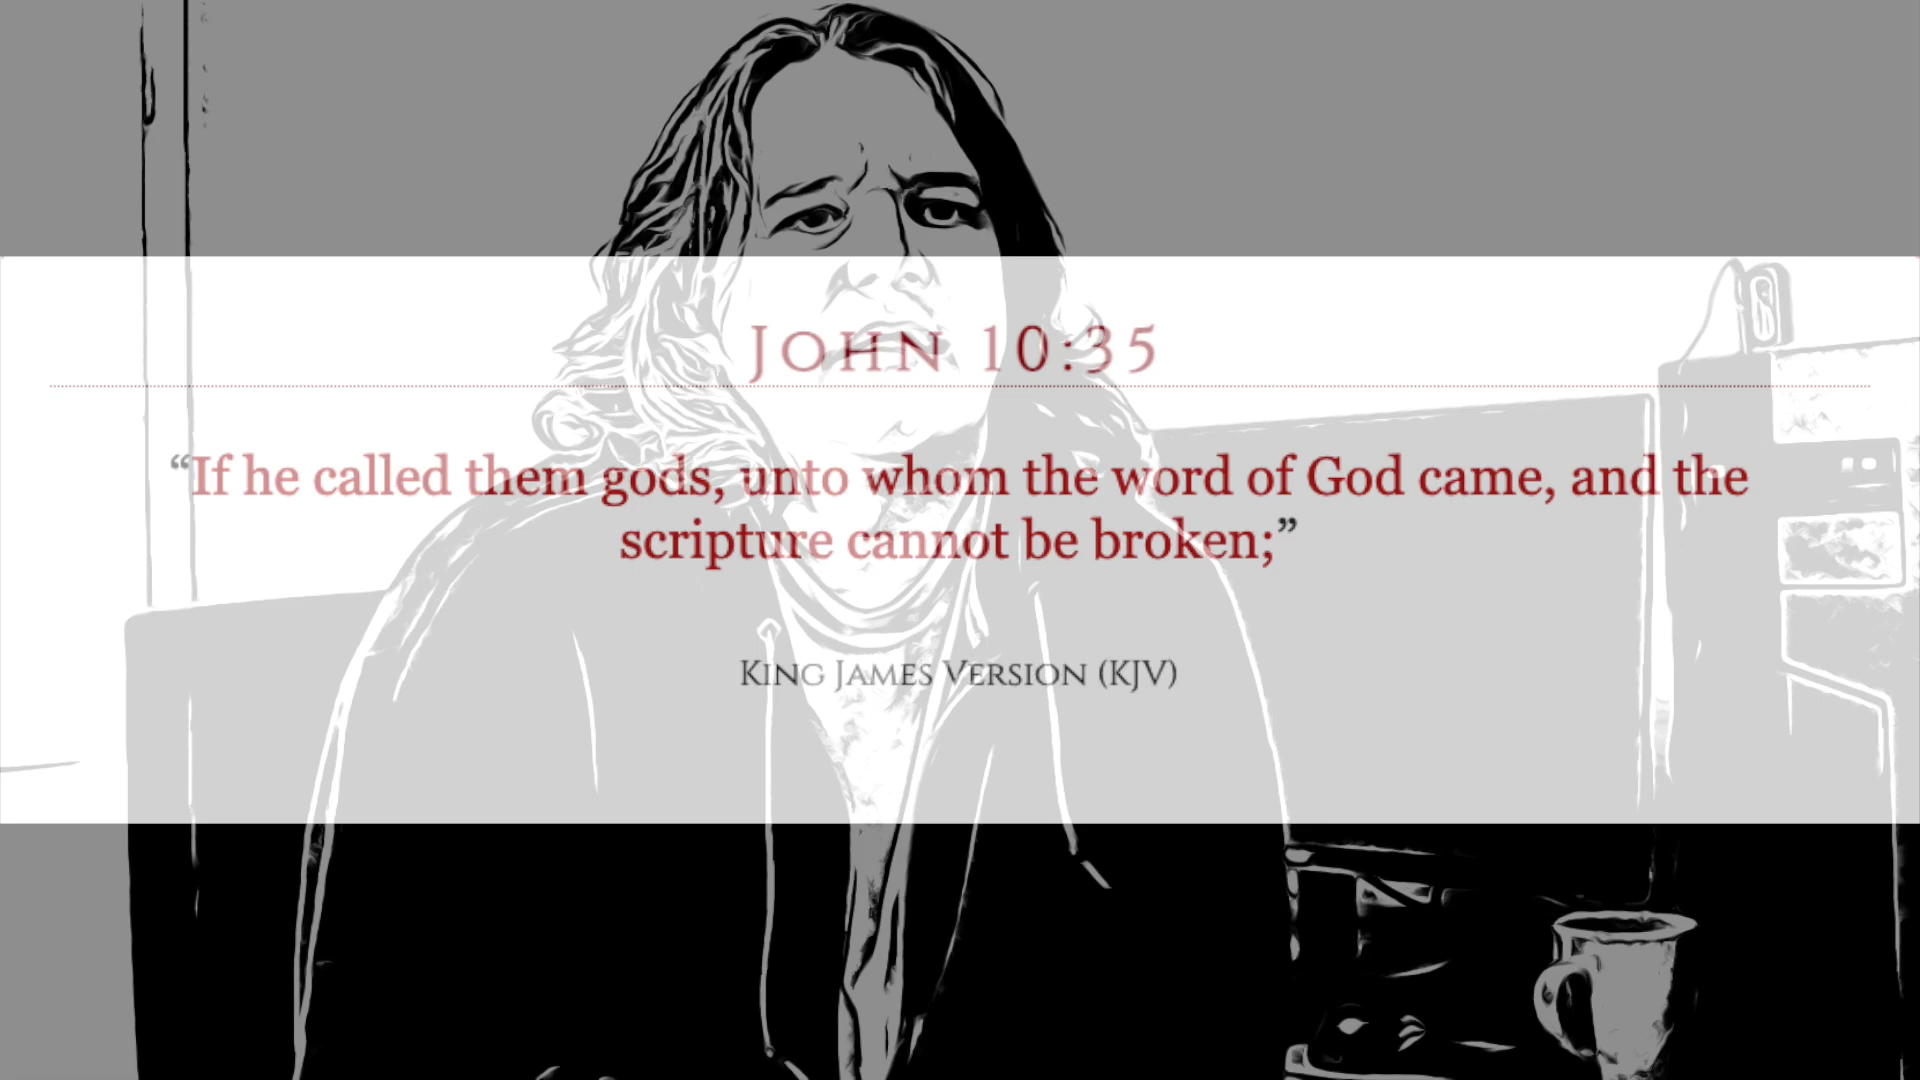 John 10:35
“If he called them gods, unto whom the word of God came, and the
scripture cannot be broken;”
King James Version (KJV)